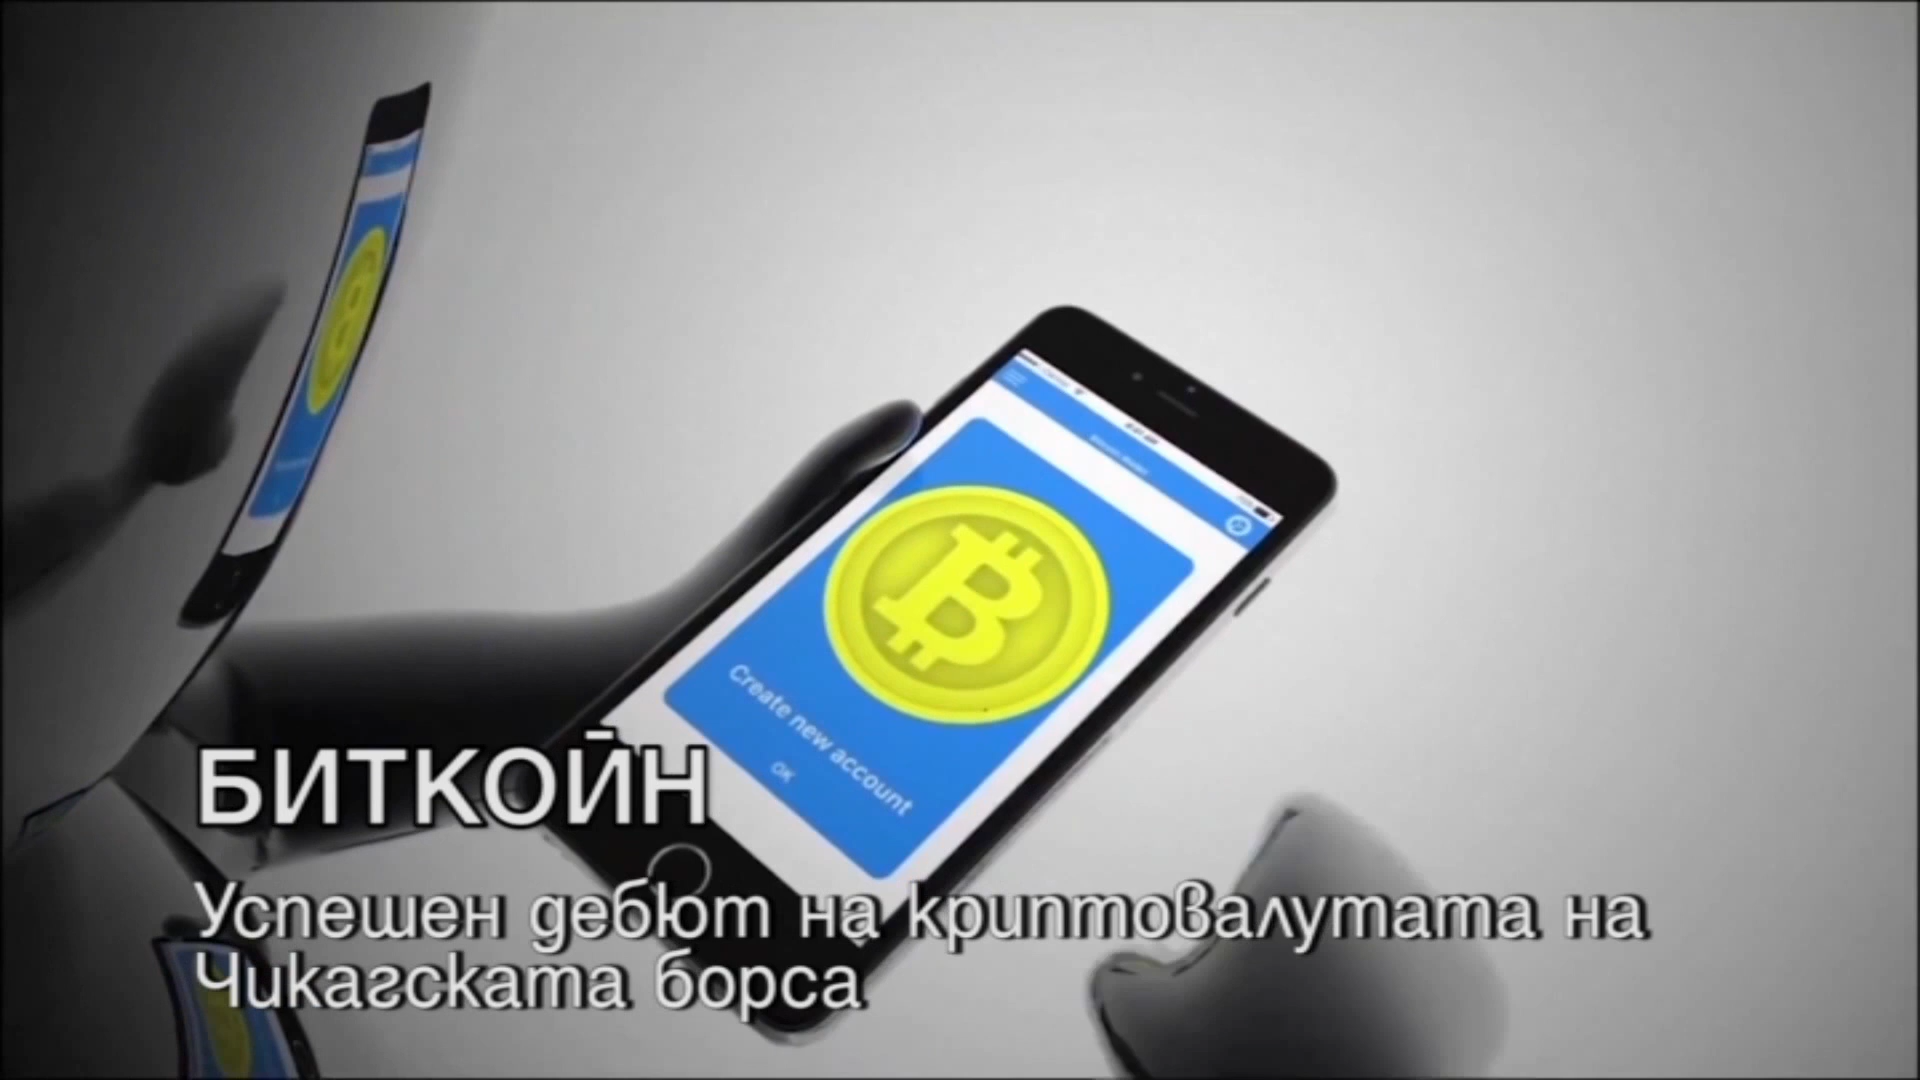 Create new account
OK
БИТКОЙН
Успешен дебют на криптовалутата на
Чикагската борса